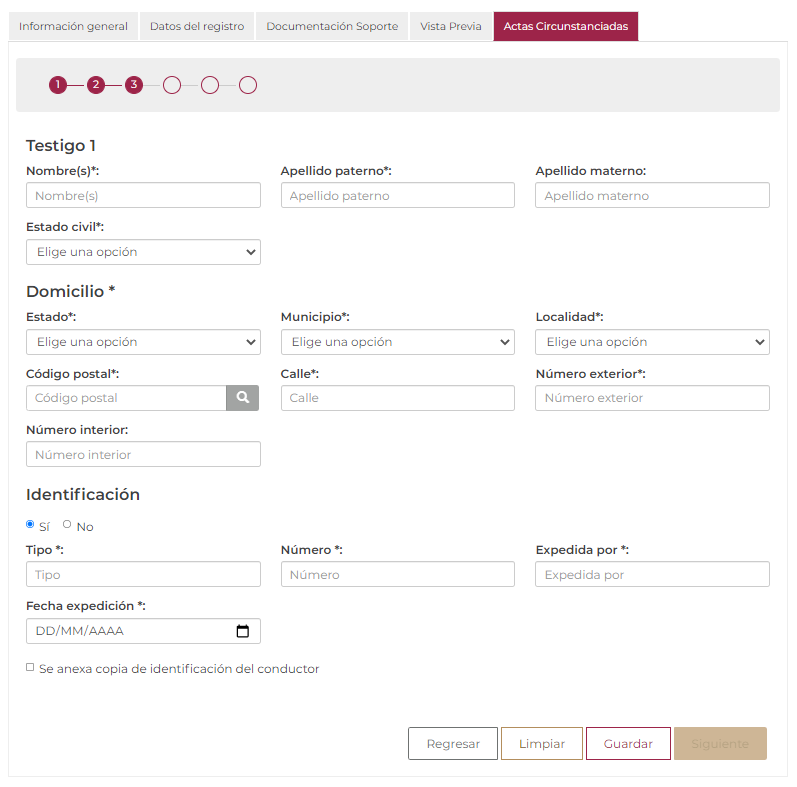 Información general Datos del registro Documentación Soporte Vista Previa Actas Circunstanciadas
1 2 3
Testigo 1
Nombre(s)*: Apellido paterno*: Apellido materno:
Nombre(s) Apellido paterno Apellido materno
Estado civil*:
Elige una opción
Domicilio *
Estado*: Municipio*: Localidad*:
Elige una opción Elige una opción Elige una opción
Código postal*: Calle*: Número exterior*:
Código postal Calle Número exterior
Número interior:
Número interior
Identificación
Sí No
Tipo *: Número *: Expedida por *:
Tipo Número Expedida por
Fecha expedición *:
DD/MM/AAAA
Se anexa copia de identificación del conductor
Regresar Limpiar Guardar Siguiente